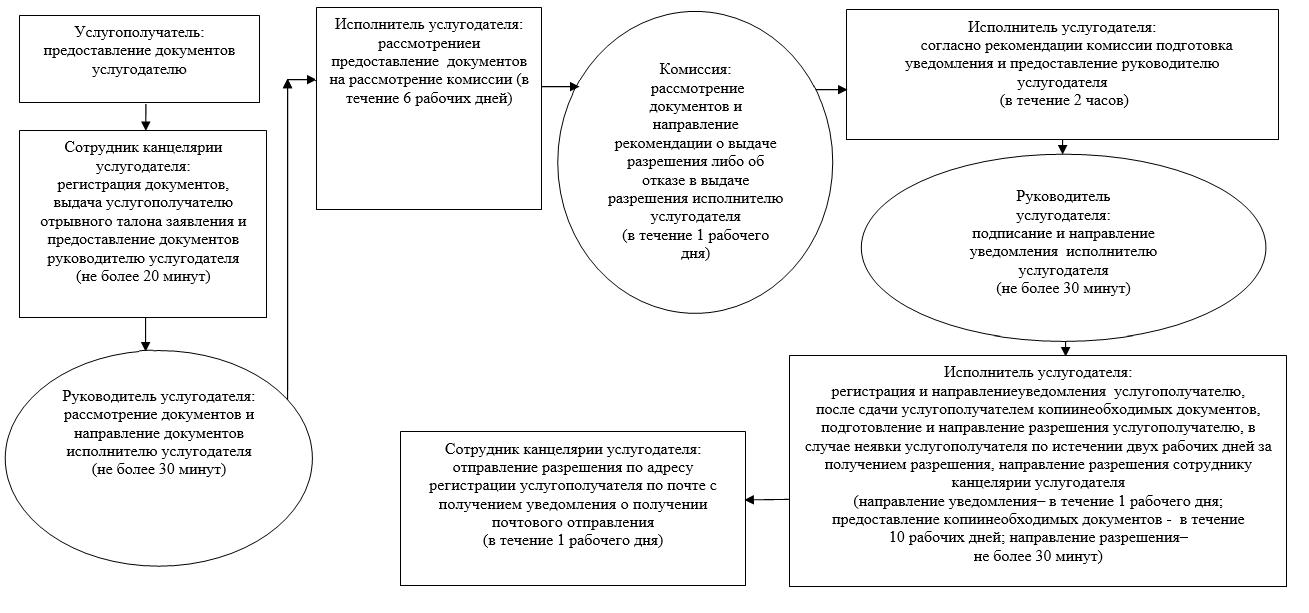 Услугополучатель:
предоставление документов
услугодателю
Сотрудник канцелярии
услугодателя:
регистрация документов,
выдача услугополучателю
отрывного талона заявления и
предоставление документов
руководителю услугодателя
(не более 20 минут)
Руководитель услугодателя:
рассмотрение документов и
направление документов
исполнителю услугодателя
(не более 30 минут)
Исполнитель услугодателя:
рассмотрениеи
предоставление документов
на рассмотрение комиссии (в
течение 6 рабочих дней)
Комиссия:
рассмотрение
документов и
направление
рекомендации о выдаче
разрешения либо об
отказе в выдаче
разрешения исполнителю
услугодателя
(в течение 1 рабочего
дня)
Исполнитель услугодателя:
согласно рекомендации комиссии подготовка
уведомления и предоставление руководителю
услугодателя
(в течение 2 часов)
Руководитель
услугодателя:
подписание и направление
уведомления исполнителю
услугодателя
(не более 30 минут)
Исполнитель услугодателя:
регистрация и направлениеуведомления услугополучателю,
после сдачи услугополучателем копиинеобходимых документов,
подготовление и направление разрешения услугополучателю, в
случае неявки услугополучателя по истечении двух рабочих дней за
получением разрешения, направление разрешения сотруднику
канцелярии услугодателя
(направление уведомления– в течение 1 рабочего дня;
предоставление копиинеобходимых документов - в течение
10 рабочих дней; направление разрешения–
не более 30 минут)
Сотрудник канцелярии услугодателя:
отправление разрешения по адресу
регистрации услугополучателя по почте с
получением уведомления о получении
почтового отправления
(в течение 1 рабочего дня)